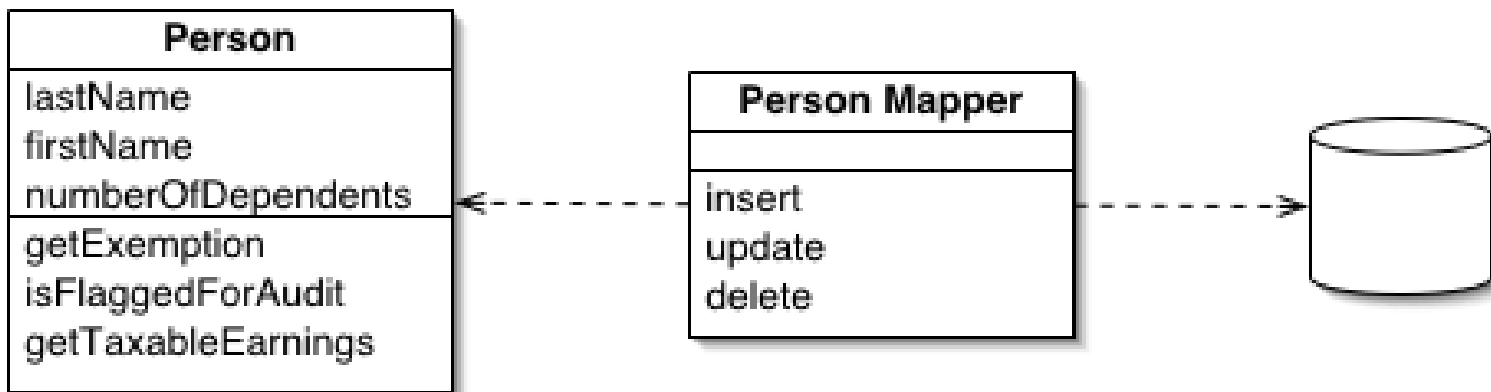 Person
lastName
firstName
numberOfDependents
getExemption
isFlaggedForAudit
getTaxableEarnings
Person Mapper
insert
update
delete